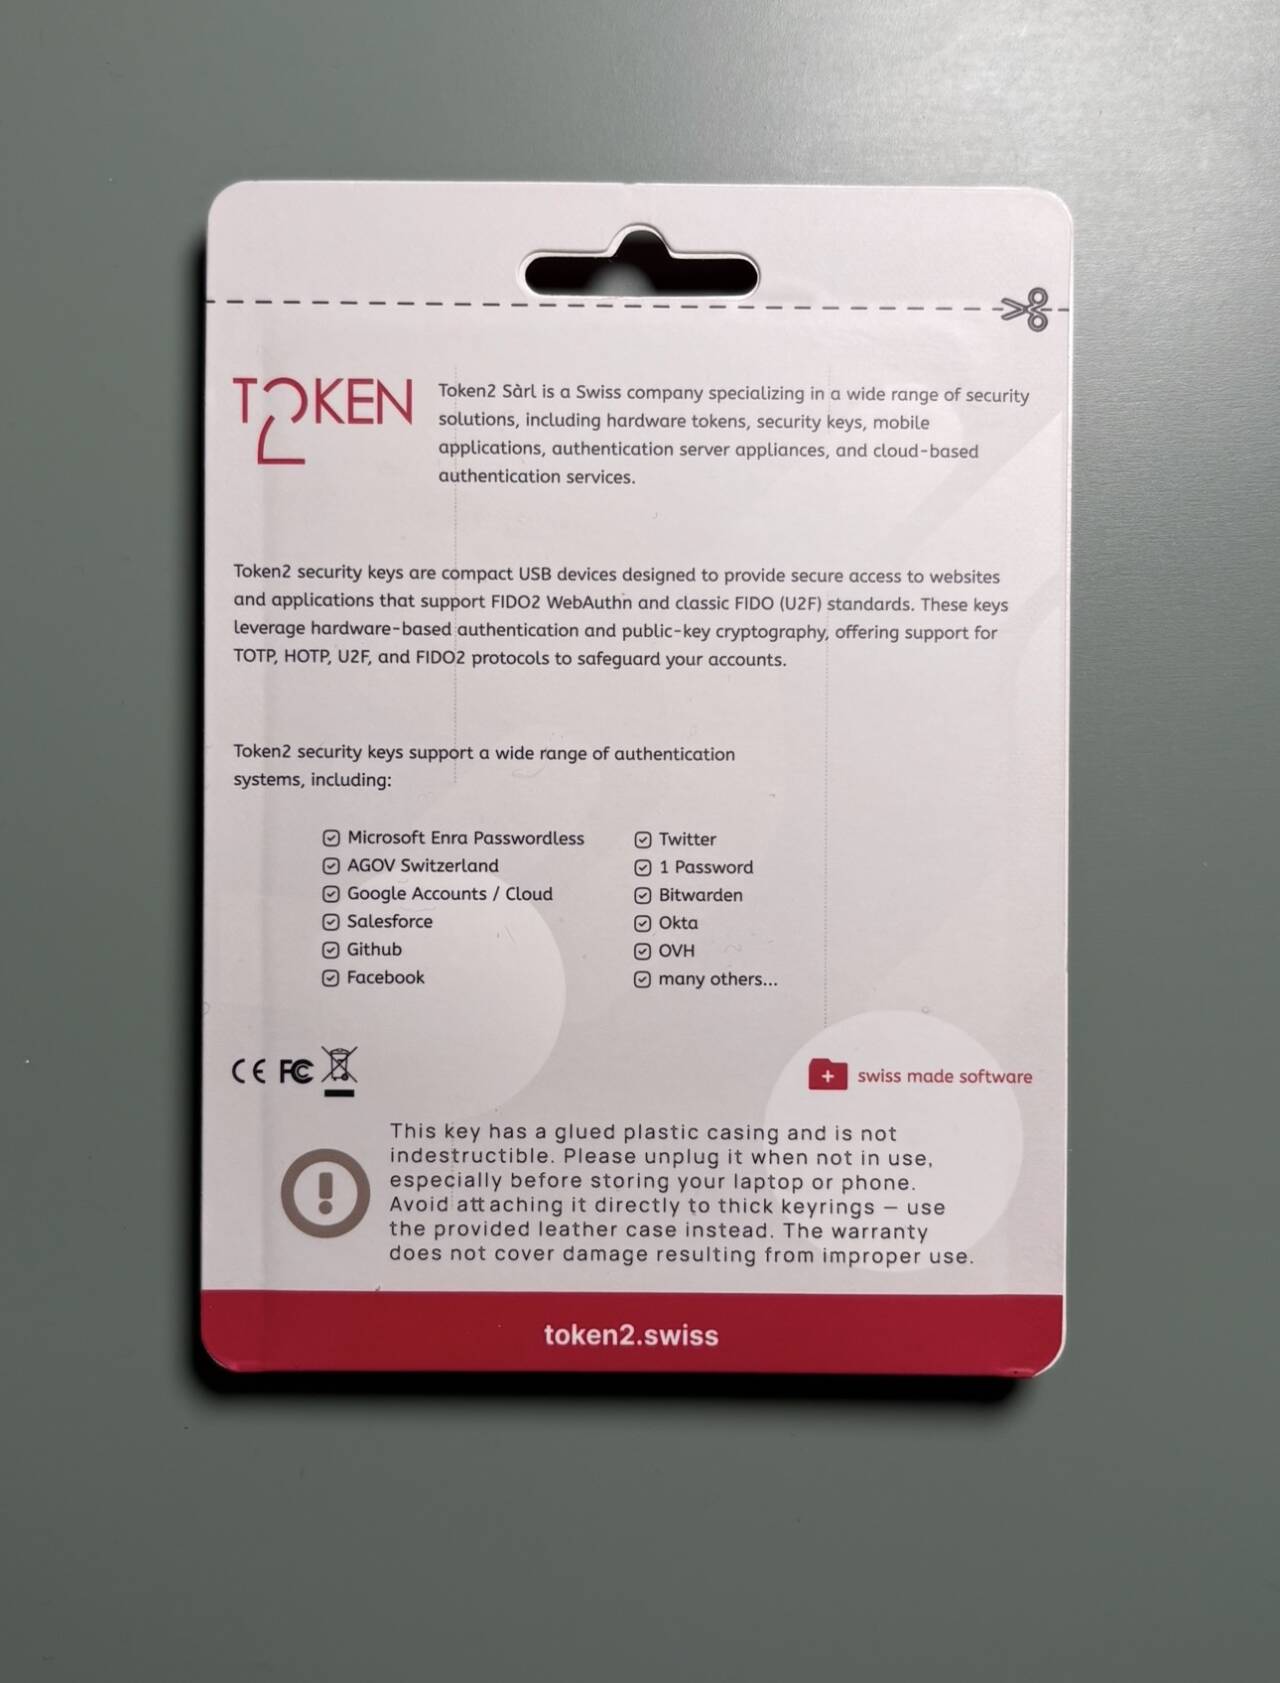 TOKEN
2
Token2 Sàrl is a Swiss company specializing in a wide range of security
solutions, including hardware tokens, security keys, mobile
applications, authentication server appliances, and cloud-based
authentication services.
Token2 security keys are compact USB devices designed to provide secure access to websites
and applications that support FIDO2 WebAuthn and classic FIDO (U2F) standards. These keys
leverage hardware-based authentication and public-key cryptography, offering support for
TOTP, HOTP, U2F, and FIDO2 protocols to safeguard your accounts.
Token2 security keys support a wide range of authentication
systems, including:
Microsoft Enra Passwordless
AGOV Switzerland
Google Accounts / Cloud
Salesforce
Github
Facebook
Twitter
1 Password
Bitwarden
Okta
OVH
many others...
CE FC
swiss made software
This key has a glued plastic casing and is not
indestructible. Please unplug it when not in use,
especially before storing your laptop or phone.
Avoid attaching it directly to thick keyrings — use
the provided leather case instead. The warranty
does not cover damage resulting from improper use.
token2.swiss